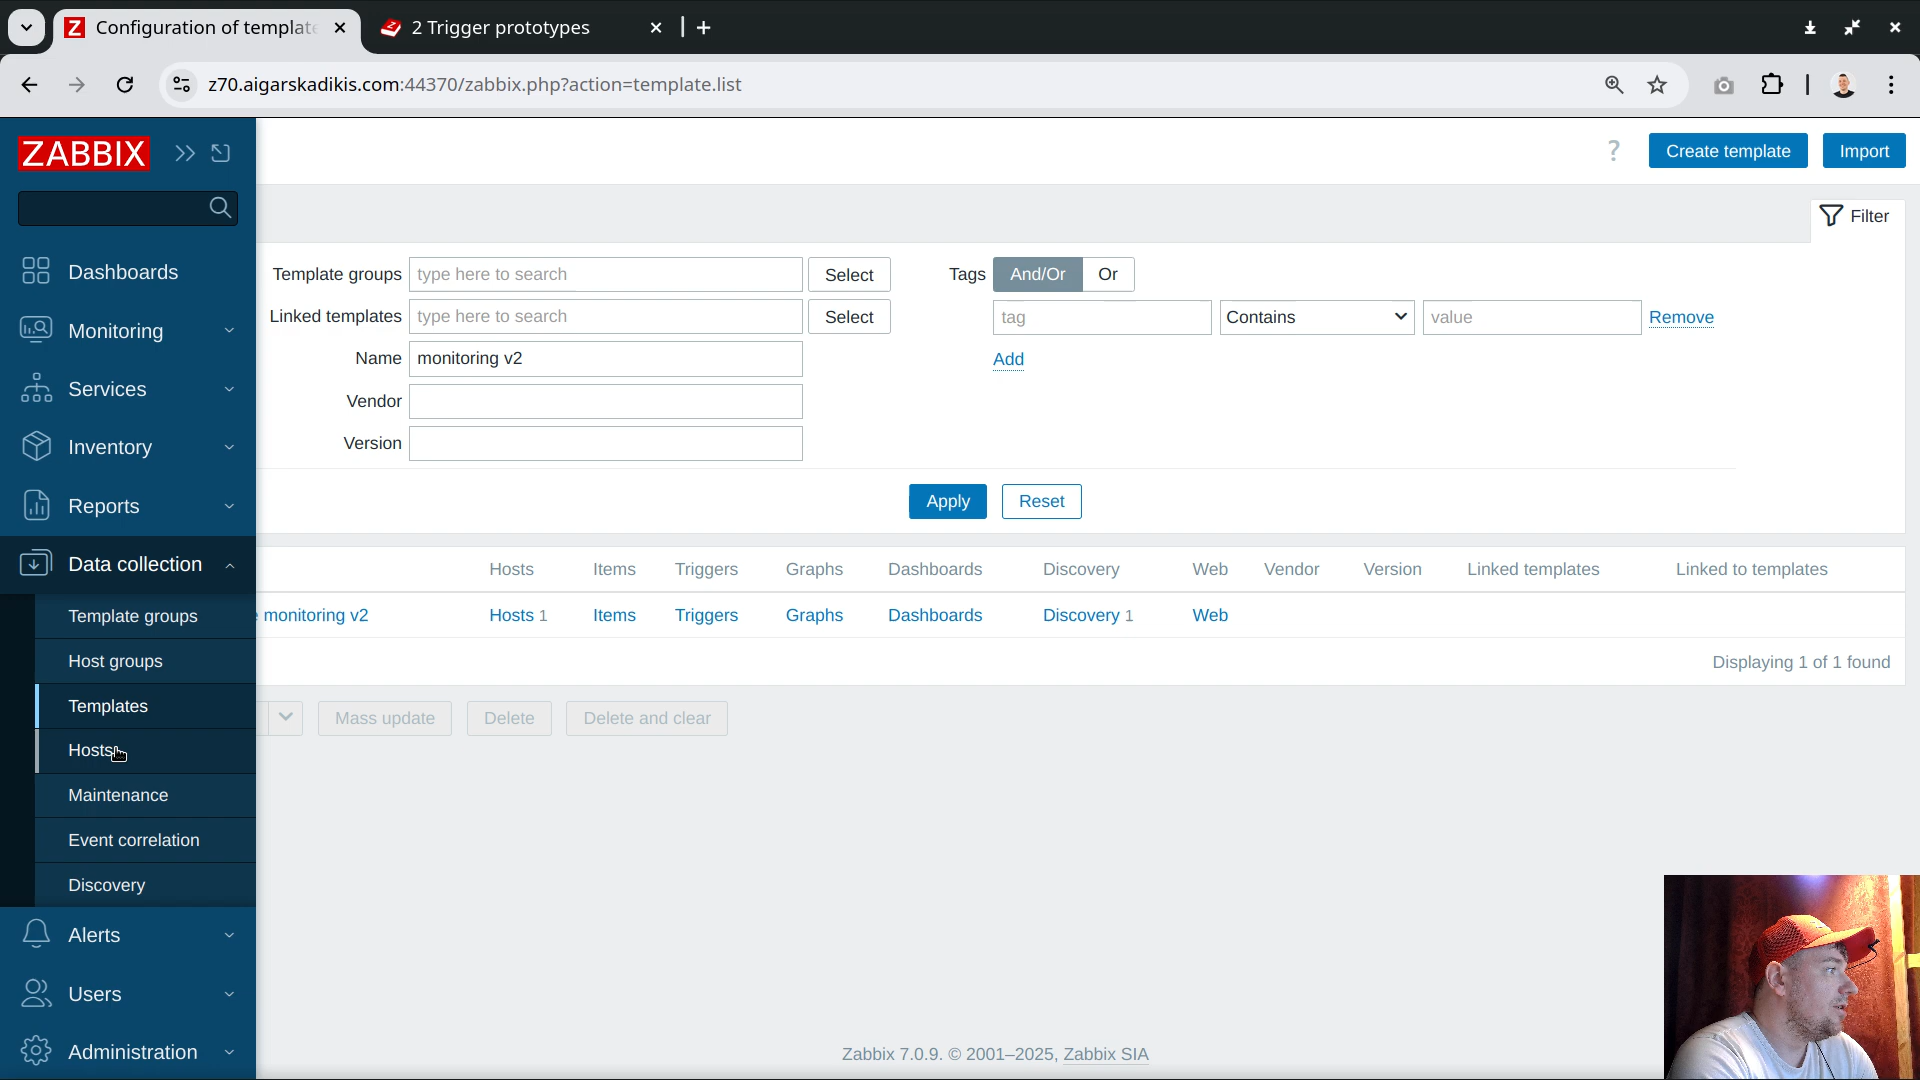 Configuration of template
2 Trigger prototypes
z70.aigarskadikis.com:44370/zabbix.php?action=template.list
ZABBIX
? Create template Import
Filter
Dashboards
Monitoring
Services
Inventory
Reports
Data collection
Template groups
Host groups
Templates
Hosts
Maintenance
Event correlation
Discovery
Alerts
Users
Administration
Template groups type here to search Select Tags And/Or Or
Linked templates type here to search Select tag Contains value Remove
Name monitoring v2 Add
Vendor
Version
Apply Reset
Hosts Items Triggers Graphs Dashboards Discovery Web Vendor Version Linked templates Linked to templates
monitoring v2 Hosts 1 Items Triggers Graphs Dashboards Discovery 1 Web
Displaying 1 of 1 found
Mass update Delete Delete and clear
Zabbix 7.0.9. © 2001–2025, Zabbix SIA